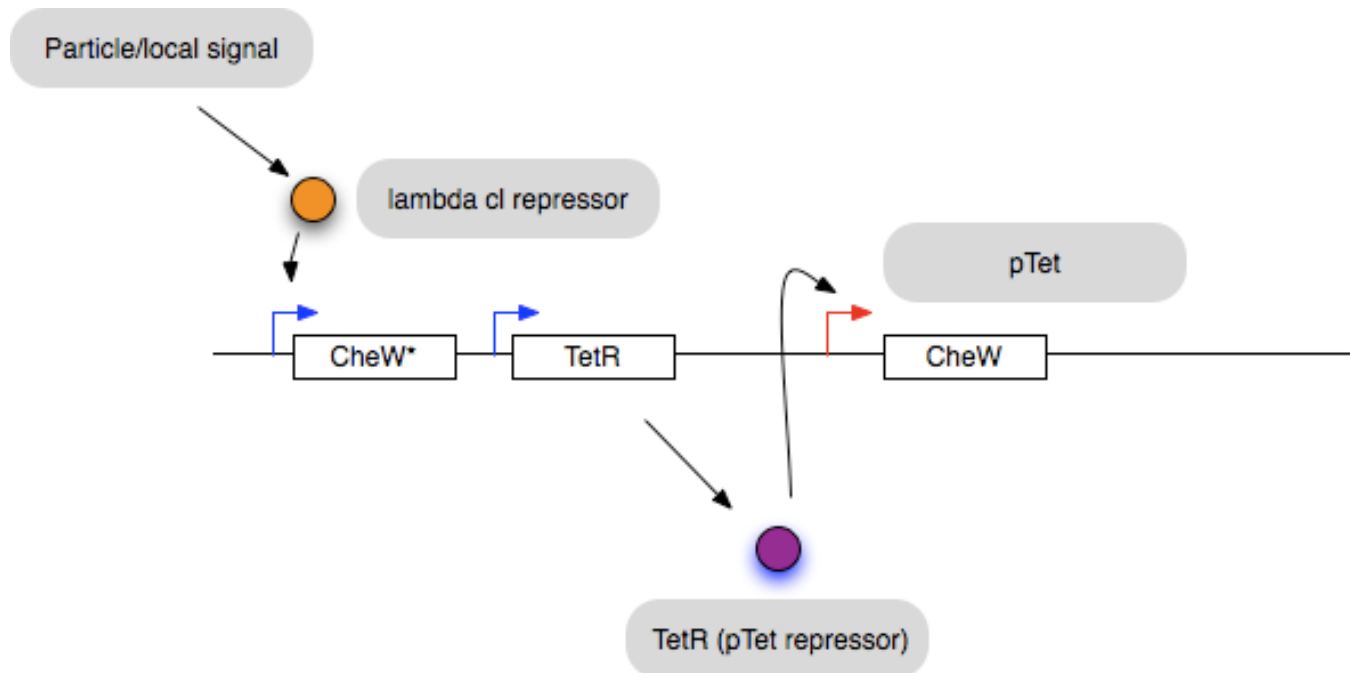 Particle/local signal
lambda cI repressor
pTet
CheW*
TetR
CheW
TetR (pTet repressor)